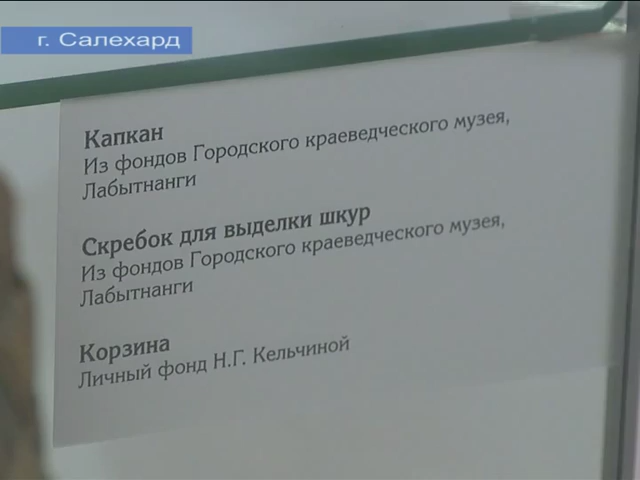 г. Салехард
Капкан
Из фондов Городского краеведческого музея,
Лабытнанги
Скребок для выделки шкур
Из фондов Городского краеведческого музея,
Лабытнанги
Корзина
Личный фонд Н.Г. Кельчиной